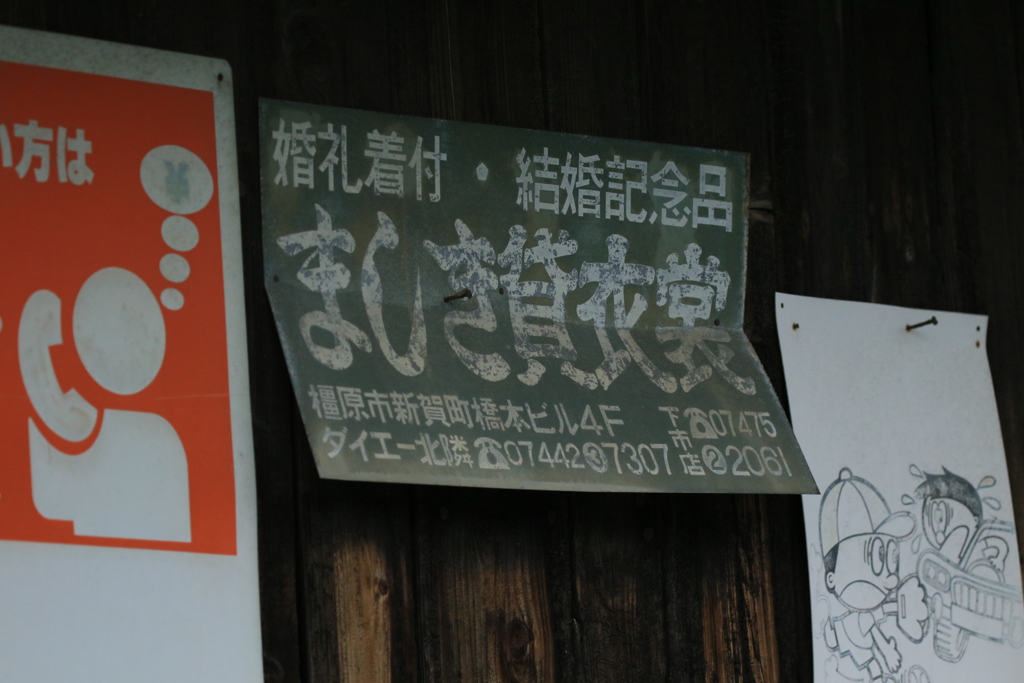 い方は
¥
婚礼着付・結婚記念品
ましき貸衣裳
橿原市新賀町橋本ビル4F
ダイエー北隣☎07442③7307
下市店☎07475②2061